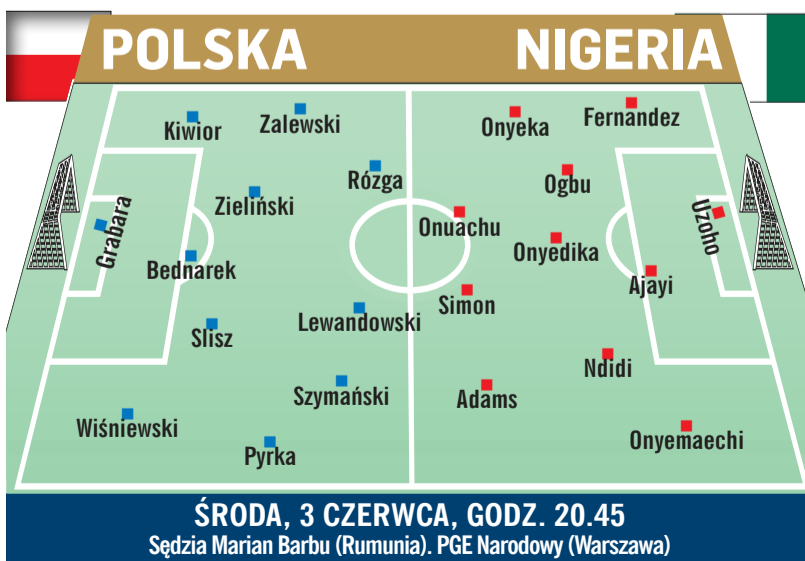 POLSKA NIGERIA
Kiwior
Zalewski
Rózga
Zieliński
Grabara
Bednarek
Lewandowski
Slisz
Szymański
Wiśniewski
Pyrka
Onyeka
Fernandez
Ogbu
Onuachu
Uzoho
Onyedika
Ajayi
Simon
Ndidi
Adams
Onyemaechi
ŚRODA, 3 CZERWCA, GODZ. 20.45
Sędzia Marian Barbu (Rumunia). PGE Narodowy (Warszawa)